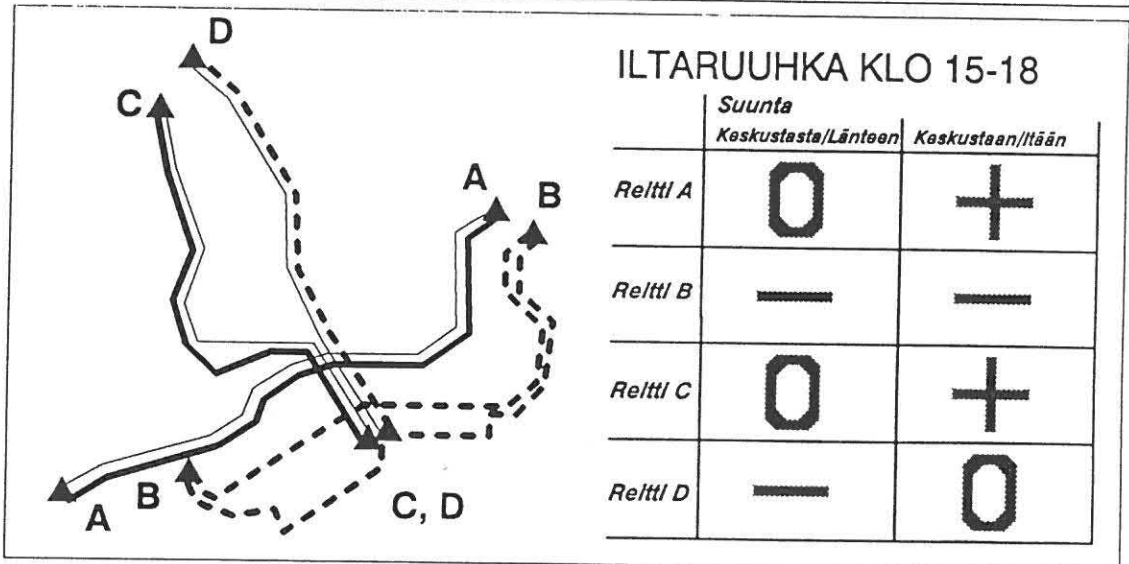 D
C
A
B
A
B
C, D
ILTARUUHKA KLO 15-18
Suunta
Keskustasta/Länteen Keskustaan/Itään
Reitti A 0 +
Reitti B — —
Reitti C 0 +
Reitti D — 0